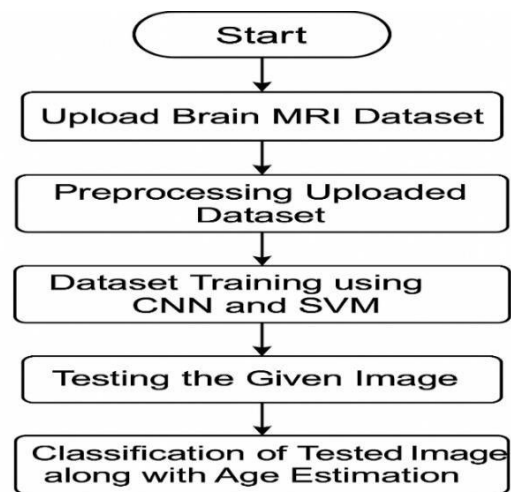 Start
Upload Brain MRI Dataset
Preprocessing Uploaded
Dataset
Dataset Training using
CNN and SVM
Testing the Given Image
Classification of Tested Image
along with Age Estimation